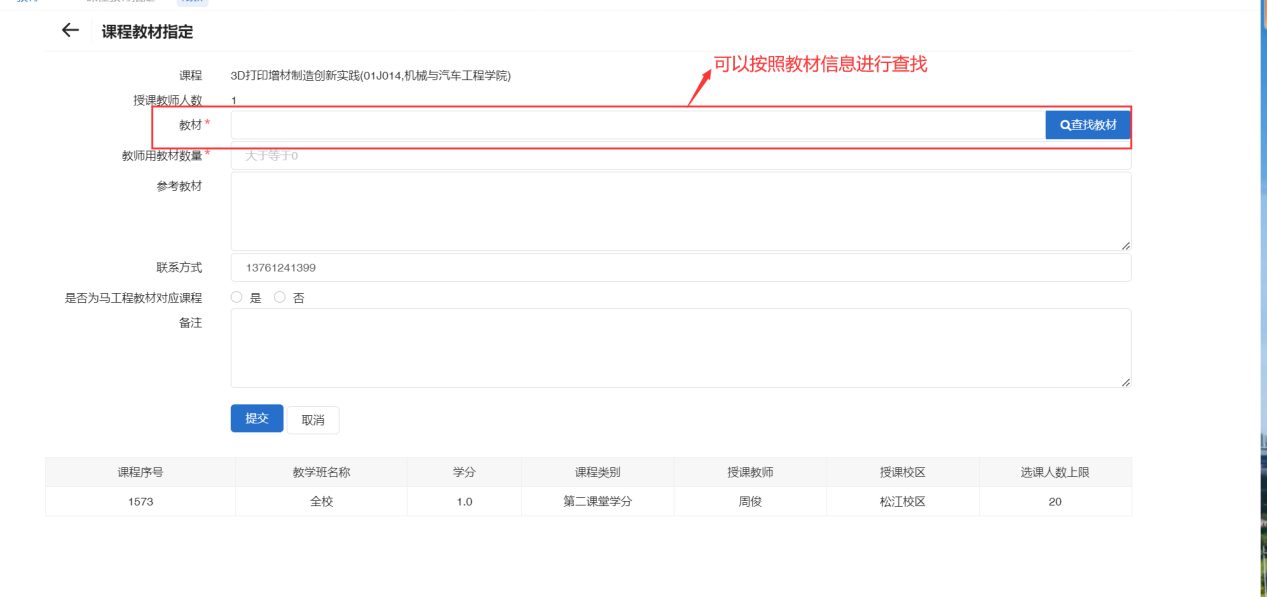 课程教材指定
可以按照教材信息进行查找
课程 3D打印增材制造创新实践(01J014,机械与汽车工程学院)
授课教师人数 1
教材* 查找教材
教师用教材数量* 大于等于0
参考教材
联系方式 13761241399
是否为马工程教材对应课程 是 否
备注
提交 取消
课程序号 教学班名称 学分 课程类别 授课教师 授课校区 选课人数上限
1573 全校 1.0 第二课堂学分 周俊 松江校区 20